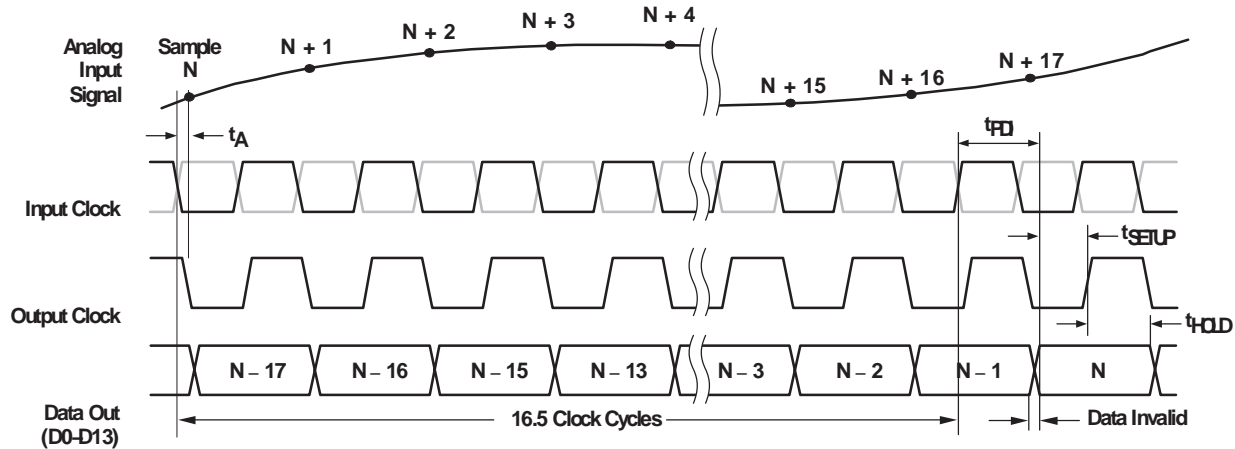 Analog
Input
Signal
Sample
N
N + 1
N + 2
N + 3
N + 4
N + 15
N + 16
N + 17
tA
tPDI
Input Clock
tSETUP
Output Clock
tHOLD
N – 17
N – 16
N – 15
N – 13
N – 3
N – 2
N – 1
N
Data Out
(D0-D13)
16.5 Clock Cycles
Data Invalid